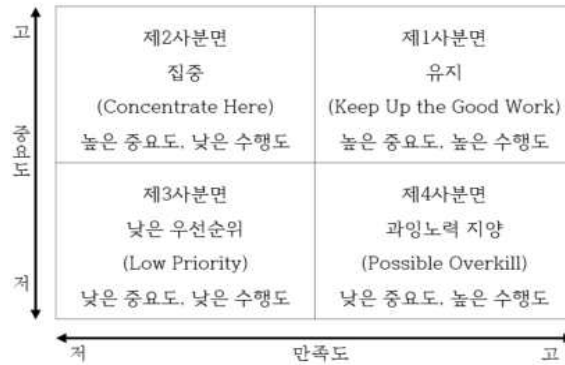 고
중요도
저
제2사분면
집중
(Concentrate Here)
높은 중요도, 낮은 수행도
제1사분면
유지
(Keep Up the Good Work)
높은 중요도, 높은 수행도
제3사분면
낮은 우선순위
(Low Priority)
낮은 중요도, 낮은 수행도
제4사분면
과잉노력 지양
(Possible Overkill)
낮은 중요도, 높은 수행도
저
만족도
고